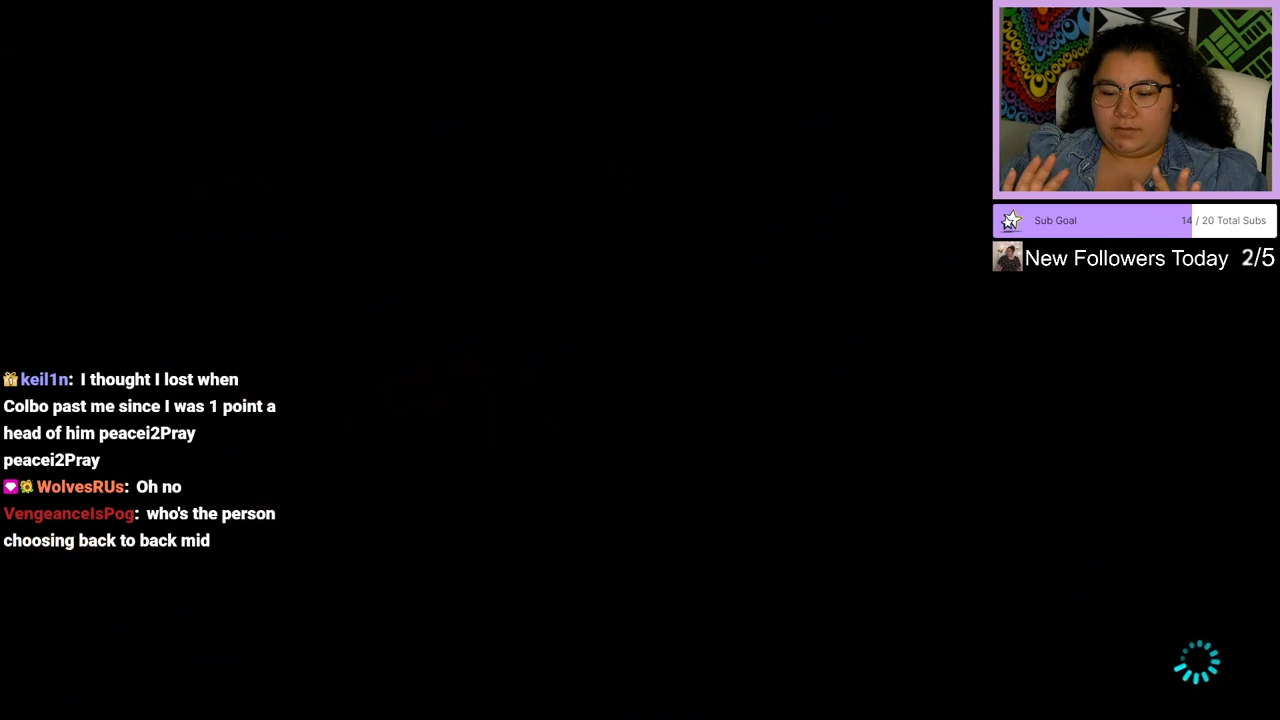 Sub Goal 14 / 20 Total Subs
New Followers Today 2/5
keil1n: I thought I lost when
Colbo past me since I was 1 point a
head of him peacei2Pray
peacei2Pray
WolvesRUs: Oh no
VengeanceIsPog: who's the person
choosing back to back mid